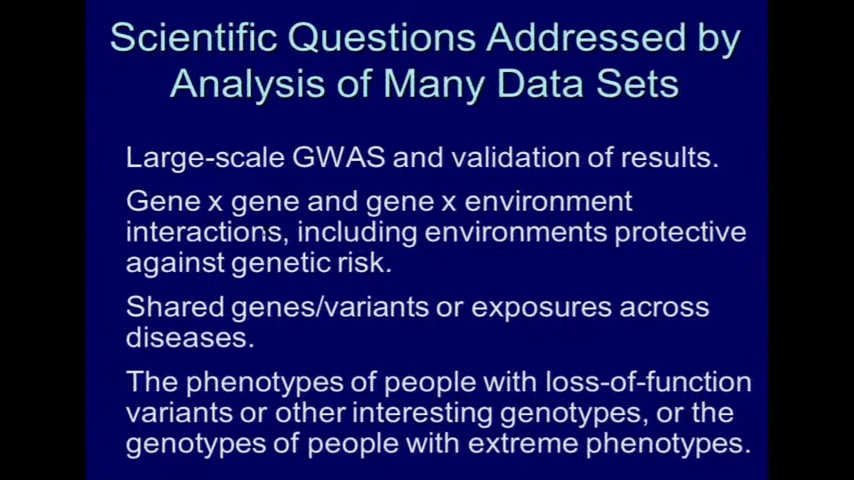 Scientific Questions Addressed by
Analysis of Many Data Sets
Large-scale GWAS and validation of results.
Gene x gene and gene x environment
interactions, including environments protective
against genetic risk.
Shared genes/variants or exposures across
diseases.
The phenotypes of people with loss-of-function
variants or other interesting genotypes, or the
genotypes of people with extreme phenotypes.